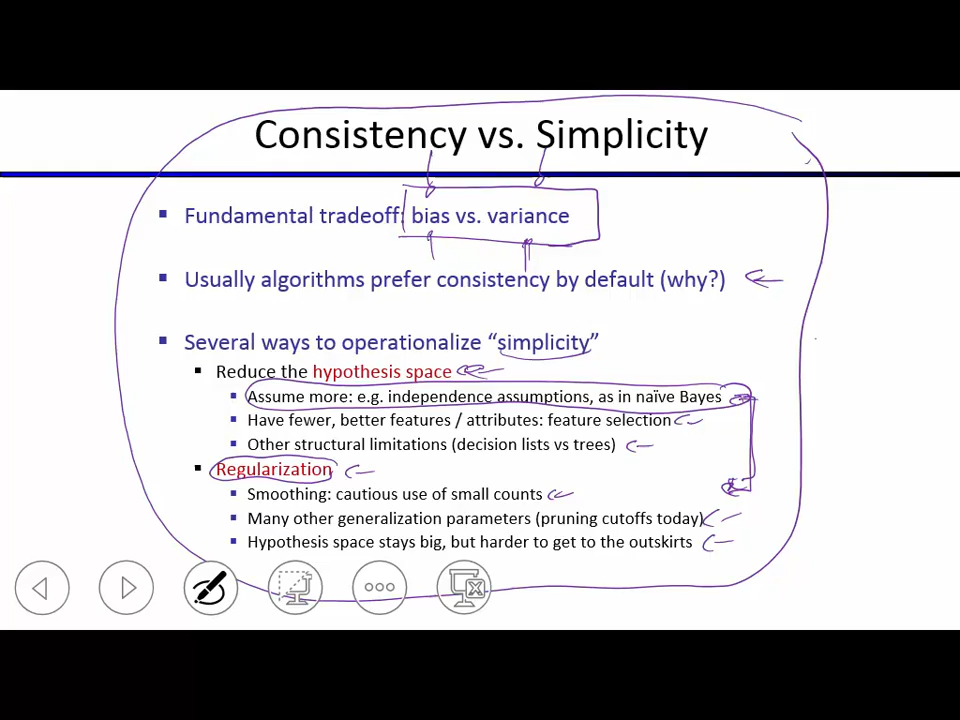 Consistency vs. Simplicity
▪ Fundamental tradeoff: bias vs. variance
▪ Usually algorithms prefer consistency by default (why?)
▪ Several ways to operationalize “simplicity”
▪ Reduce the hypothesis space
▪ Assume more: e.g. independence assumptions, as in naïve Bayes
▪ Have fewer, better features / attributes: feature selection
▪ Other structural limitations (decision lists vs trees)
▪ Regularization
▪ Smoothing: cautious use of small counts
▪ Many other generalization parameters (pruning cutoffs today)
▪ Hypothesis space stays big, but harder to get to the outskirts